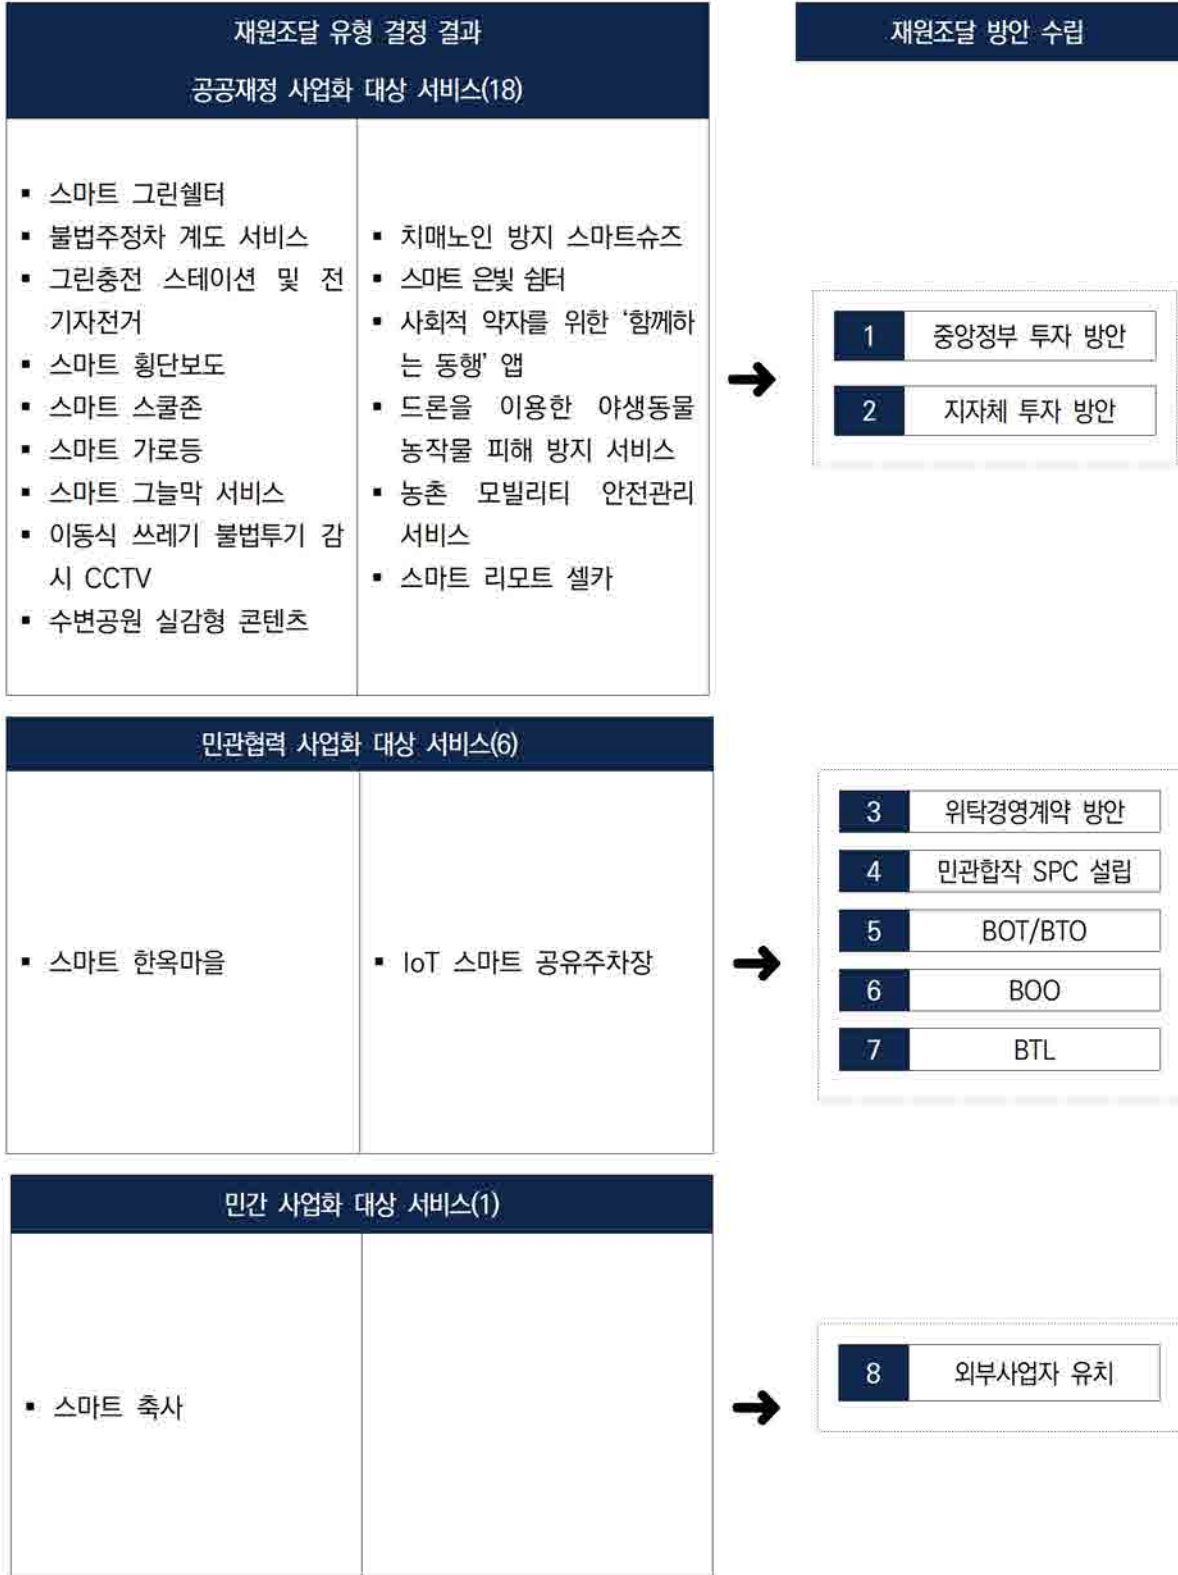 재원조달 유형 결정 결과
공공재정 사업화 대상 서비스(18)
▪ 스마트 그린쉘터
▪ 불법주정차 계도 서비스
▪ 그린충전 스테이션 및 전
기자전거
▪ 스마트 횡단보도
▪ 스마트 스쿨존
▪ 스마트 가로등
▪ 스마트 그늘막 서비스
▪ 이동식 쓰레기 불법투기 감
시 CCTV
▪ 수변공원 실감형 콘텐츠
▪ 치매노인 방지 스마트슈즈
▪ 스마트 은빛 쉼터
▪ 사회적 약자를 위한 ‘함께하
는 동행’ 앱
▪ 드론을 이용한 야생동물
농작물 피해 방지 서비스
▪ 농촌 모빌리티 안전관리
서비스
▪ 스마트 리모트 셀카
재원조달 방안 수립
1 중앙정부 투자 방안
2 지자체 투자 방안
민관협력 사업화 대상 서비스(6)
▪ 스마트 한옥마을
▪ IoT 스마트 공유주차장
3 위탁경영계약 방안
4 민관합작 SPC 설립
5 BOT/BTO
6 BOO
7 BTL
민간 사업화 대상 서비스(1)
▪ 스마트 축사
8 외부사업자 유치